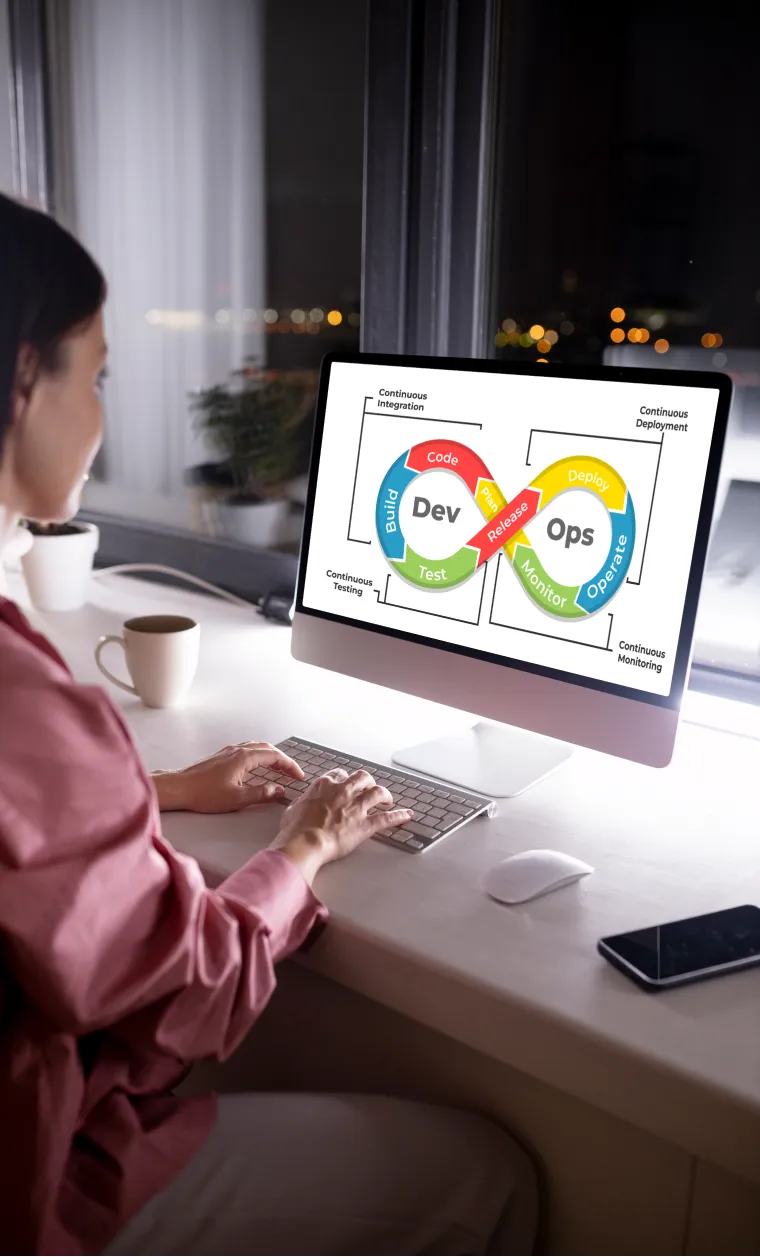 Continuous
Integration
Continuous
Deployment
Code
Deploy
Build
Plan
Dev
Release
Ops
Operate
Test
Monitor
Continuous
Testing
Continuous
Monitoring